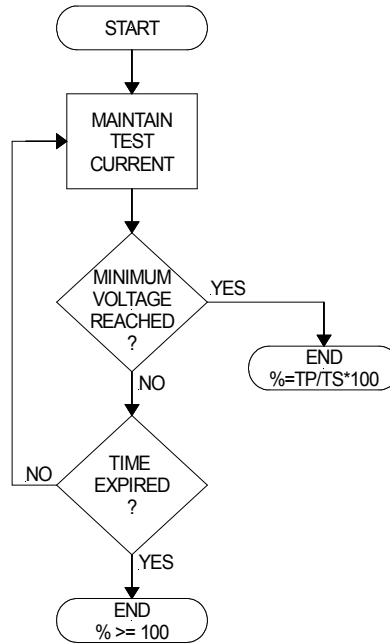 START
MAINTAIN
TEST
CURRENT
MINIMUM
VOLTAGE
REACHED
?
YES
END
%=TP/TS*100
NO
TIME
EXPIRED
?
NO
YES
END
% >= 100